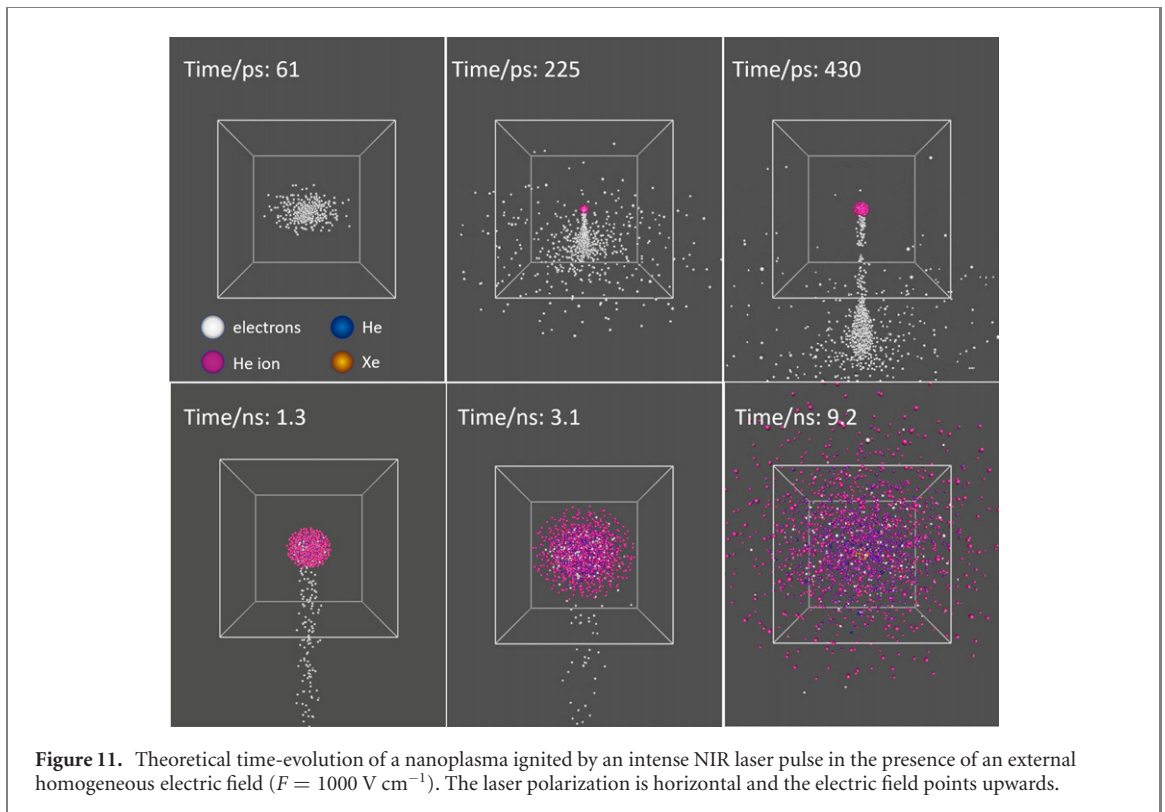 Time/ps: 61
Time/ps: 225
Time/ps: 430
electrons
He
He ion
Xe
Time/ns: 1.3
Time/ns: 3.1
Time/ns: 9.2
Figure 11. Theoretical time-evolution of a nanoplasma ignited by an intense NIR laser pulse in the presence of an external
homogeneous electric field (F = 1000 V cm⁻¹). The laser polarization is horizontal and the electric field points upwards.